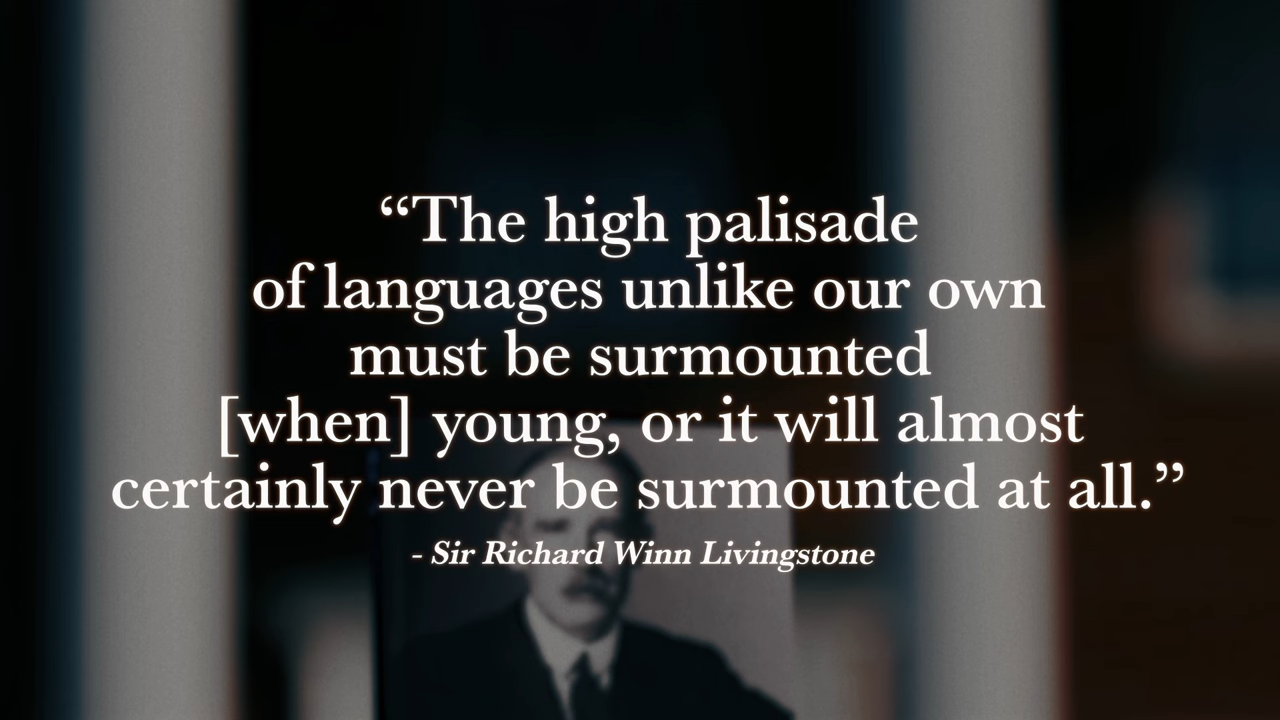 “The high palisade
of languages unlike our own
must be surmounted
[when] young, or it will almost
certainly never be surmounted at all.”
- Sir Richard Winn Livingstone